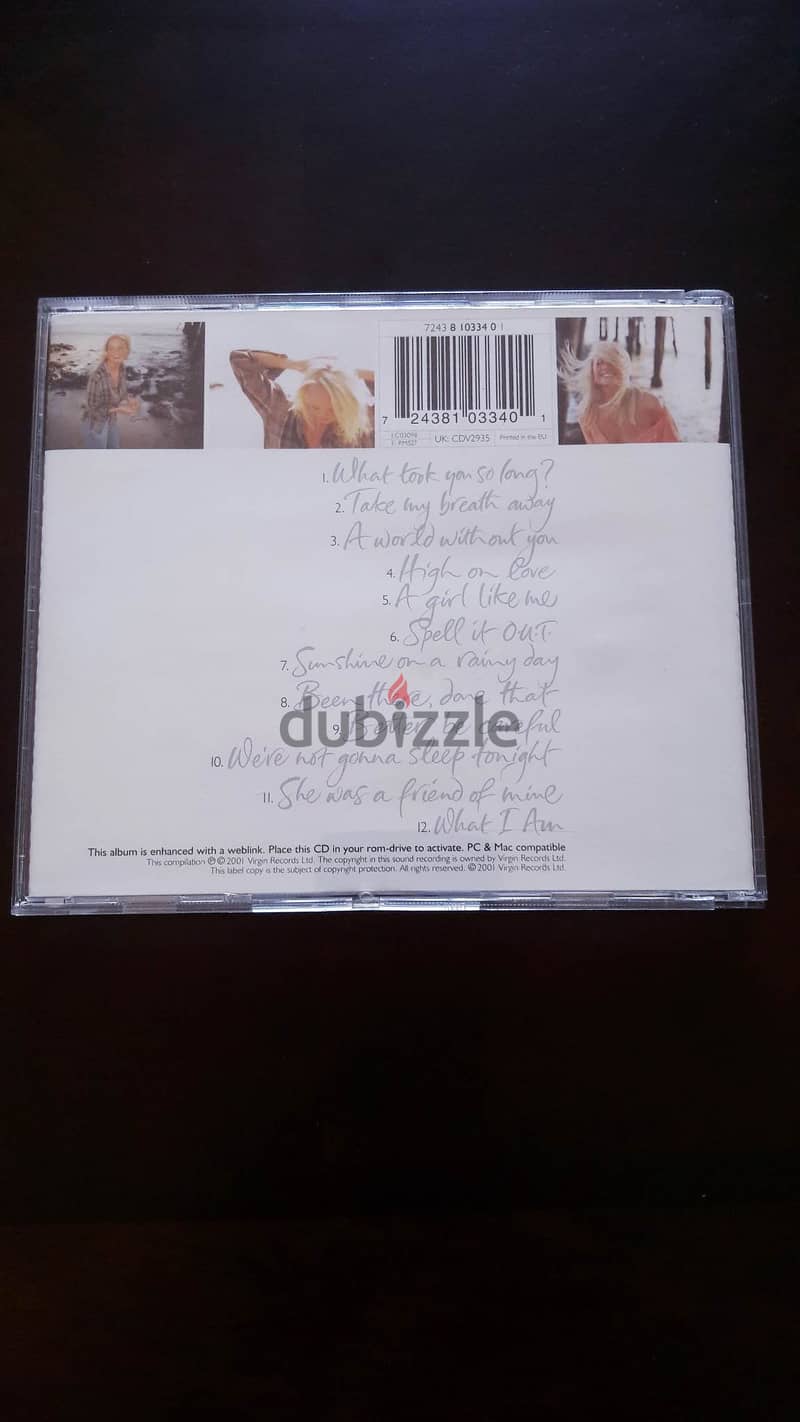 7243 8 10334 0 1
7 24381 03340 1
UK: CDV2935
Printed in the EU
1. What took you so long?
2. Take my breath away
3. A world without you
4. High on love
5. A girl like me
6. Spell it O.U.T.
7. Sunshine on a rainy day
8. Been there, done that
dubizzle
9. Better be careful
10. We're not gonna sleep tonight
11. She was a friend of mine
12. What I Am
This album is enhanced with a weblink. Place this CD in your rom-drive to activate. PC & Mac compatible
This compilation ℗©2001 Virgin Records Ltd. The copyright in this sound recording is owned by Virgin Records Ltd.
This label copy is the subject of copyright protection. All rights reserved. ©2001 Virgin Records Ltd.